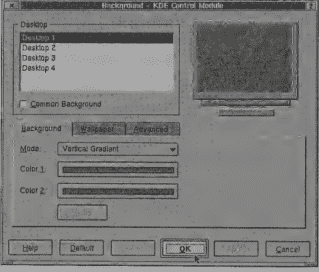 Background - KDE Control Module
Desktop
Desktop 1
Desktop 2
Desktop 3
Desktop 4
Common Background
Background Wallpaper Advanced
Mode: Vertical Gradient
Color 1:
Color 2:
Help Default OK Cancel